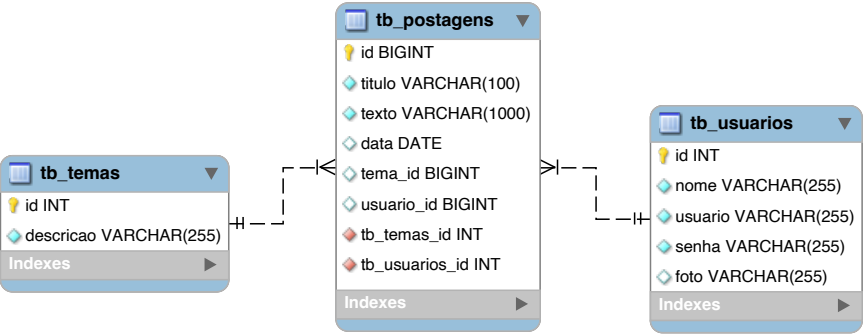 tb_postagens
id BIGINT
titulo VARCHAR(100)
texto VARCHAR(1000)
data DATE
tema_id BIGINT
usuario_id BIGINT
tb_temas_id INT
tb_usuarios_id INT
Indexes
tb_temas
id INT
descricao VARCHAR(255)
Indexes
tb_usuarios
id INT
nome VARCHAR(255)
usuario VARCHAR(255)
senha VARCHAR(255)
foto VARCHAR(255)
Indexes